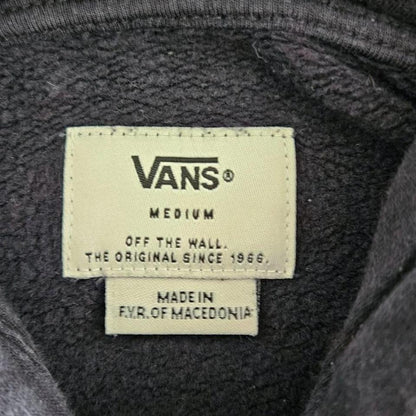 VANS®
MEDIUM
OFF THE WALL.
THE ORIGINAL SINCE 1966.
MADE IN
F.Y.R. OF MACEDONIA